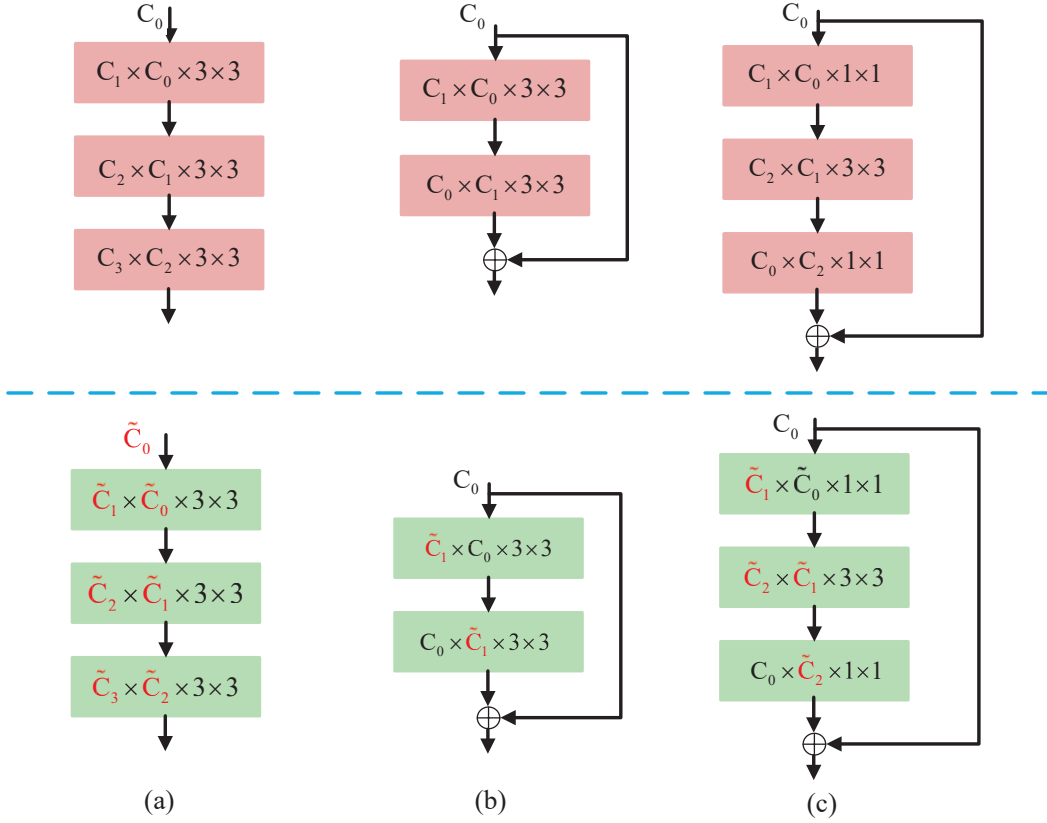 C₀
C₁ × C₀ × 3 × 3
C₂ × C₁ × 3 × 3
C₃ × C₂ × 3 × 3
C₀
C₁ × C₀ × 3 × 3
C₀ × C₁ × 3 × 3
C₀
C₁ × C₀ × 1 × 1
C₂ × C₁ × 3 × 3
C₀ × C₂ × 1 × 1
C̃₀
C̃₁ × C̃₀ × 3 × 3
C̃₂ × C̃₁ × 3 × 3
C̃₃ × C̃₂ × 3 × 3
(a)
C₀
C̃₁ × C₀ × 3 × 3
C₀ × C̃₁ × 3 × 3
(b)
C₀
C̃₁ × C̃₀ × 1 × 1
C̃₂ × C̃₁ × 3 × 3
C₀ × C̃₂ × 1 × 1
(c)